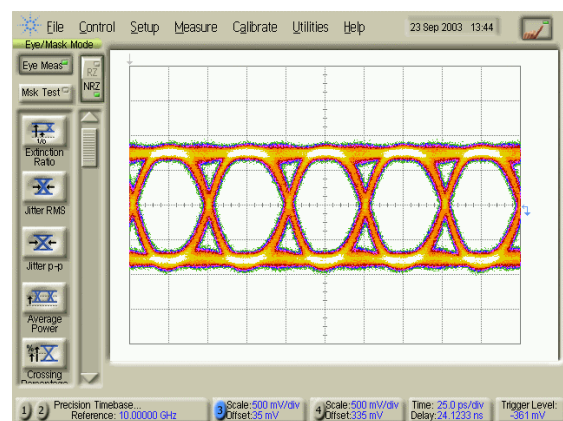 File Control Setup Measure Calibrate Utilities Help 23 Sep 2003 13:44
Eye/Mask Mode
Eye Meas
RZ
NRZ
Msk Test
1/0
Extinction
Ratio
Jitter RMS
Jitter p-p
Average
Power
Crossing
1 2 Precision Timebase...
Reference: 10.00000 GHz
3 Scale:500 mV/div
Offset:35 mV
4 Scale:500 mV/div
Offset:335 mV
Time: 25.0 ps/div
Delay:24.1233 ns
Trigger Level:
-361 mV